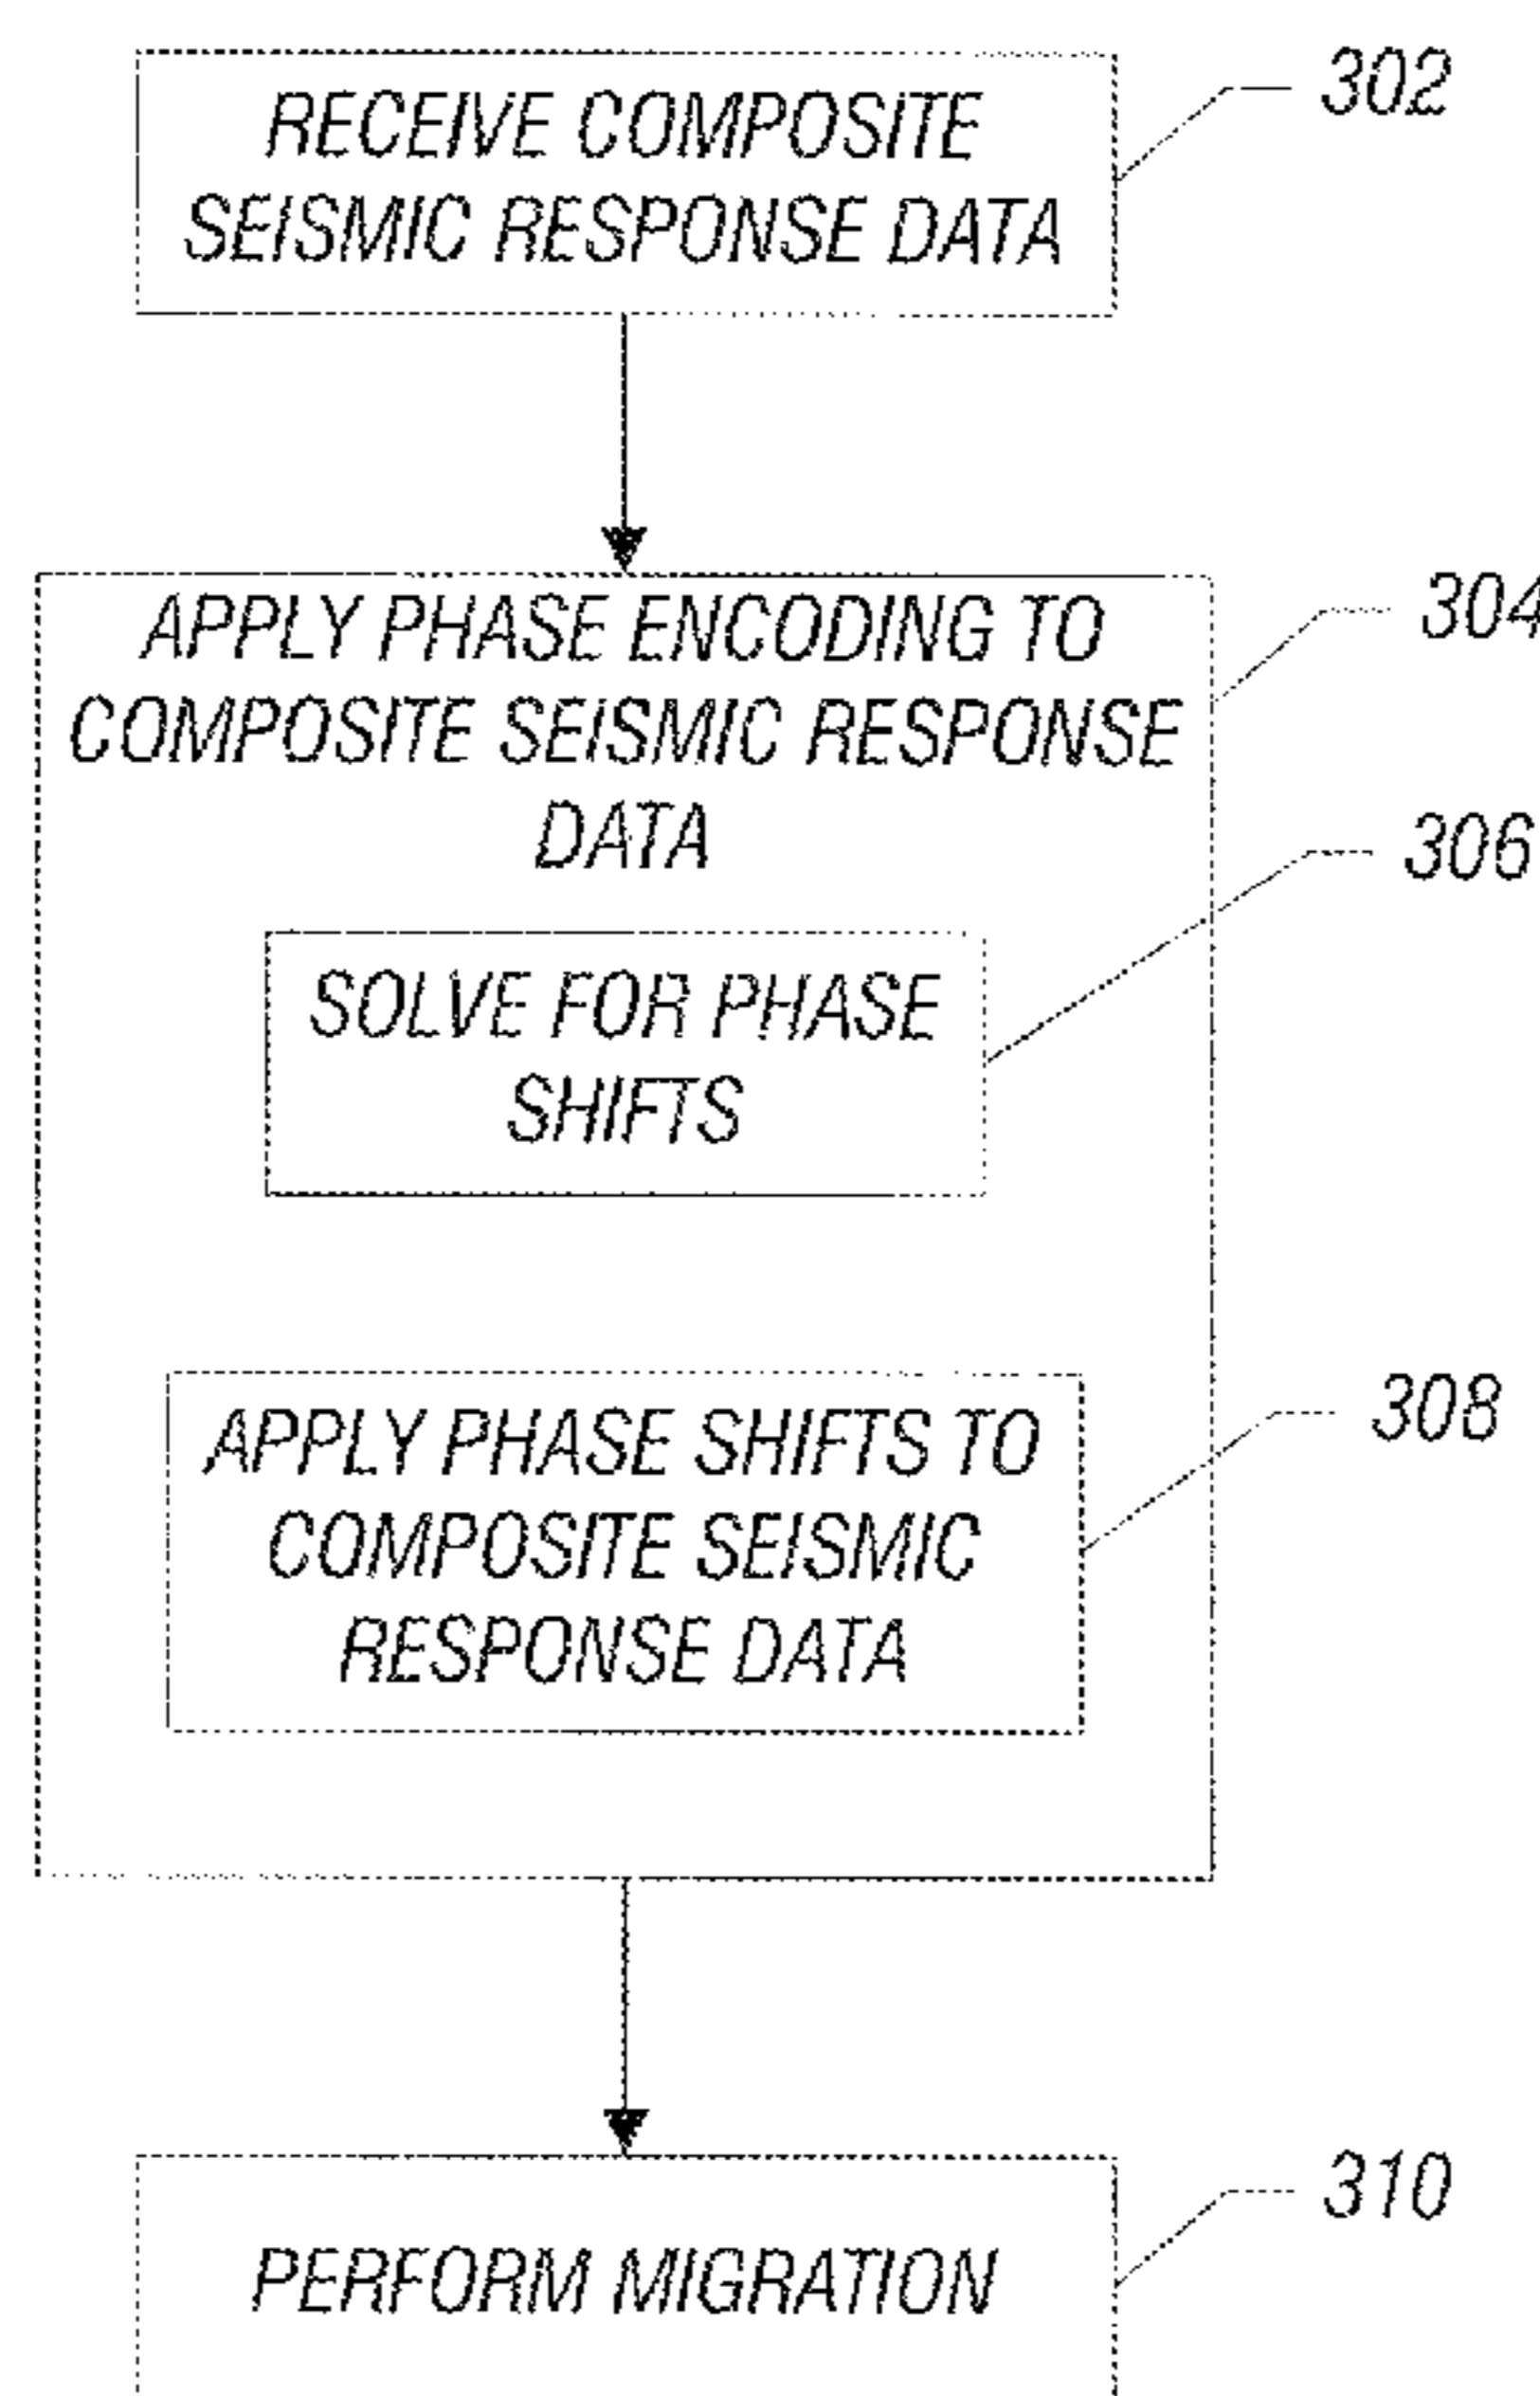 RECEIVE COMPOSITE
SEISMIC RESPONSE DATA
302
APPLY PHASE ENCODING TO
COMPOSITE SEISMIC RESPONSE
DATA
304
306
SOLVE FOR PHASE
SHIFTS
308
APPLY PHASE SHIFTS TO
COMPOSITE SEISMIC
RESPONSE DATA
310
PERFORM MIGRATION